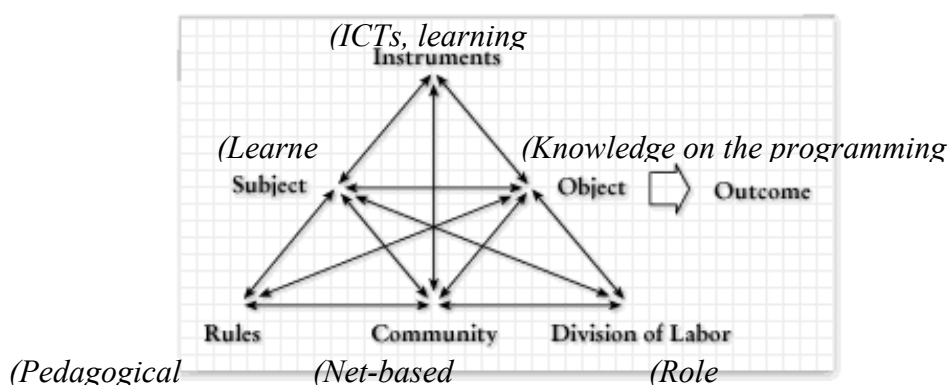 (ICTs, learning
Instruments
(Learne
(Knowledge on the programming
Subject
Object
Outcome
Rules
Community
Division of Labor
(Pedagogical
(Net-based
(Role